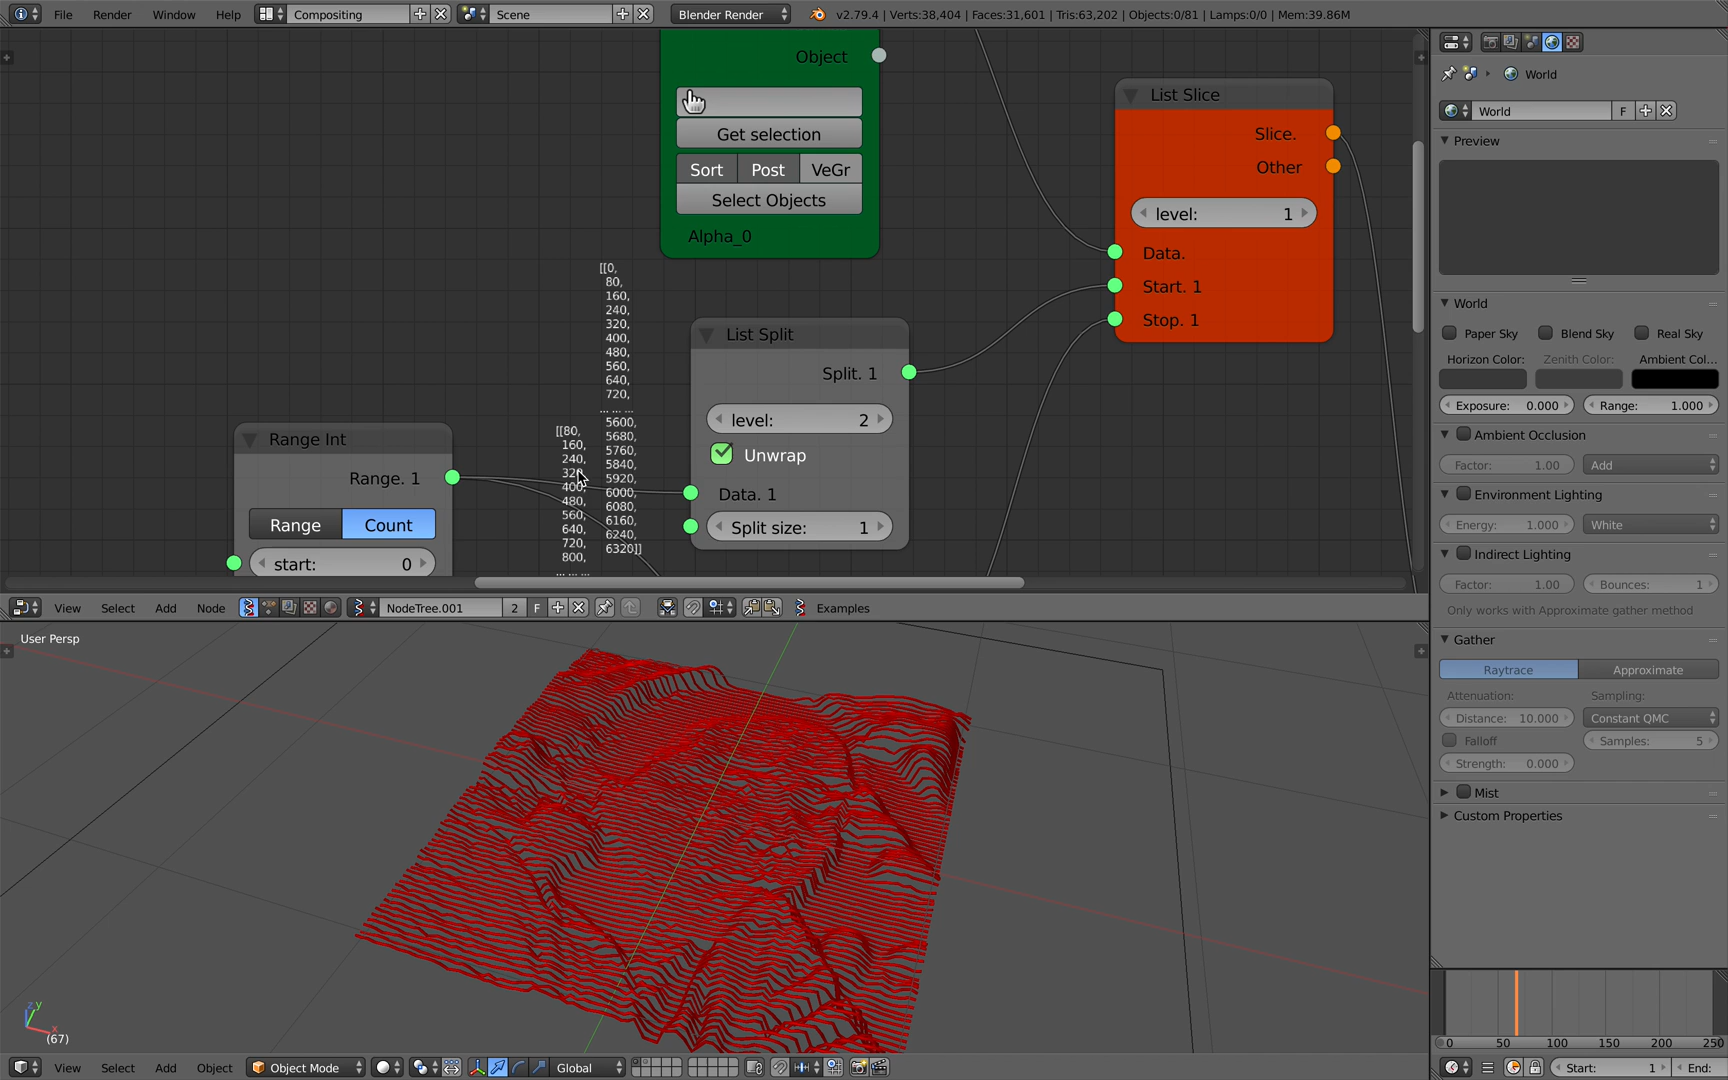 File Render Window Help Compositing Scene Blender Render v2.79.4 | Verts:38,404 | Faces:31,601 | Tris:63,202 | Objects:0/81 | Lamps:0/0 | Mem:39.86M
Object
Get selection
Sort Post VeGr
Select Objects
Alpha_0
List Slice
Slice.
Other
level: 1
Data.
Start. 1
Stop. 1
[[0,
80,
160,
240,
320,
400,
480,
560,
640,
720,
... ... ...
5600,
5680,
5760,
5840,
5920,
6000,
6080,
6160,
6240,
6320]]
[[80,
160,
240,
320,
400,
480,
560,
640,
720,
800,
... ... ...
List Split
Split. 1
level: 2
Unwrap
Data. 1
Split size: 1
Range Int
Range. 1
Range Count
start: 0
View Select Add Node NodeTree.001 2 F Examples
User Persp
z y
x
(67)
View Select Add Object Object Mode Global
World
World F
Preview
World
Paper Sky Blend Sky Real Sky
Horizon Color: Zenith Color: Ambient Col...
Exposure: 0.000 Range: 1.000
Ambient Occlusion
Factor: 1.00 Add
Environment Lighting
Energy: 1.000 White
Indirect Lighting
Factor: 1.00 Bounces: 1
Only works with Approximate gather method
Gather
Raytrace Approximate
Attenuation: Sampling:
Distance: 10.000 Constant QMC
Falloff Samples: 5
Strength: 0.000
Mist
Custom Properties
0 50 100 150 200 250
Start: 1 End: